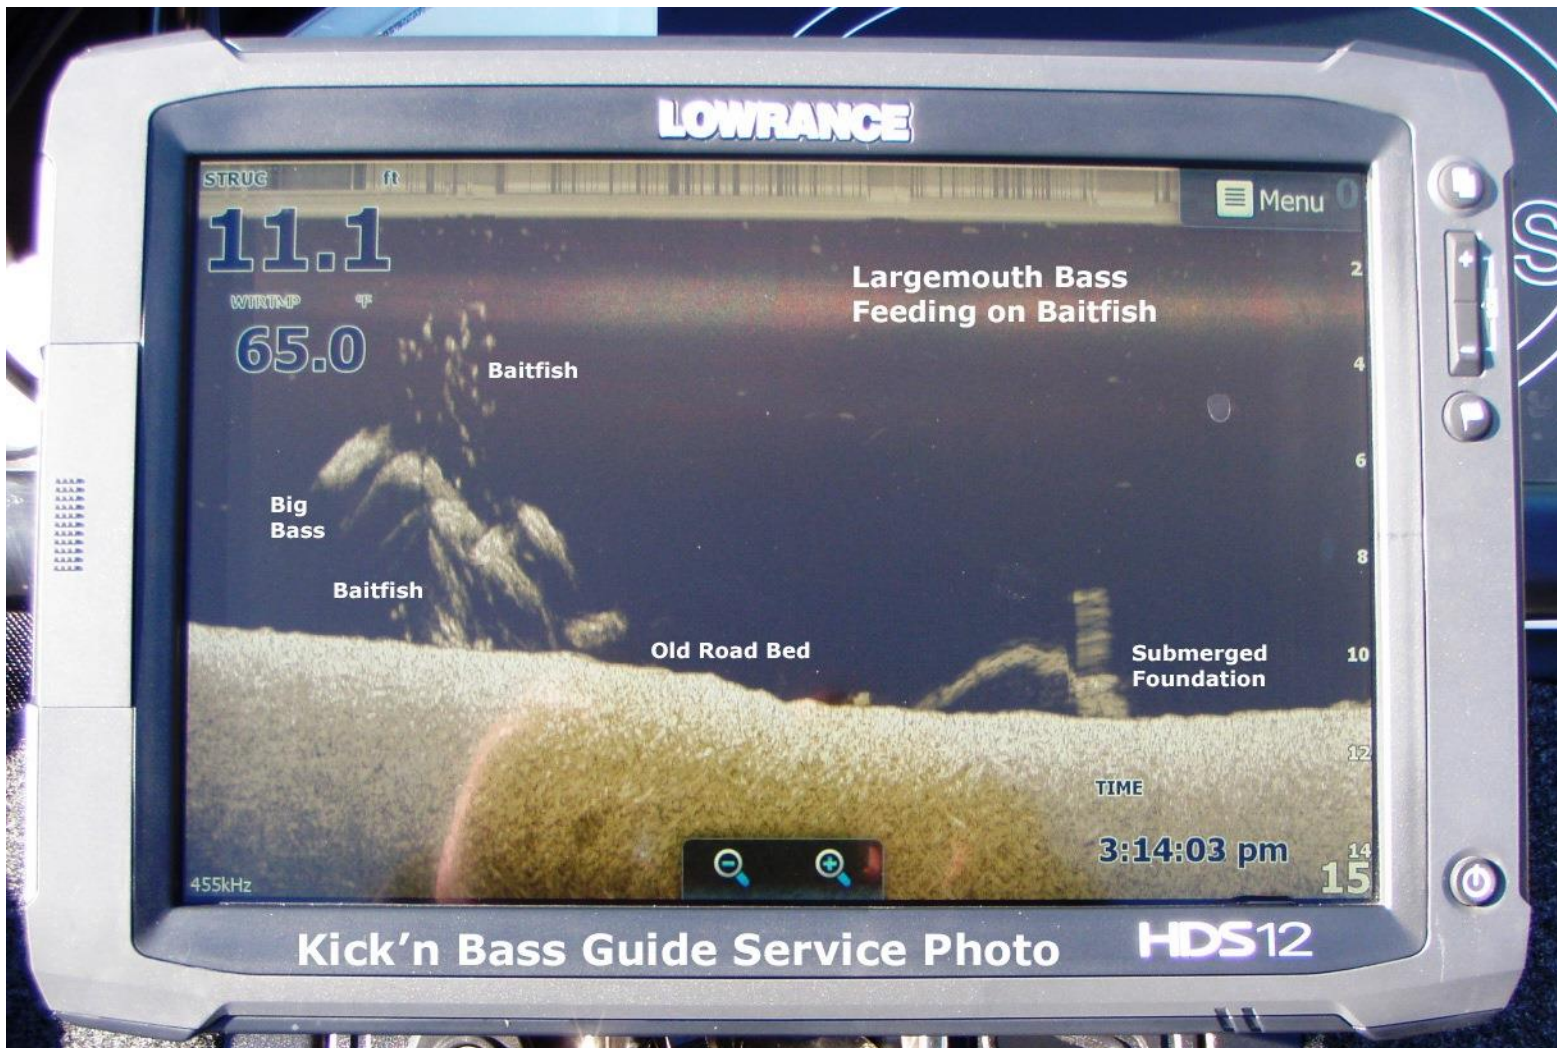 LOWRANCE
STRUC ft
11.1
WTRTMP °F
65.0
Menu 0
Largemouth Bass
Feeding on Baitfish
2
4
6
8
10
12
14
15
Baitfish
Big
Bass
Baitfish
Old Road Bed
Submerged
Foundation
TIME
3:14:03 pm
455kHz
Kick’n Bass Guide Service Photo
HDS12
S